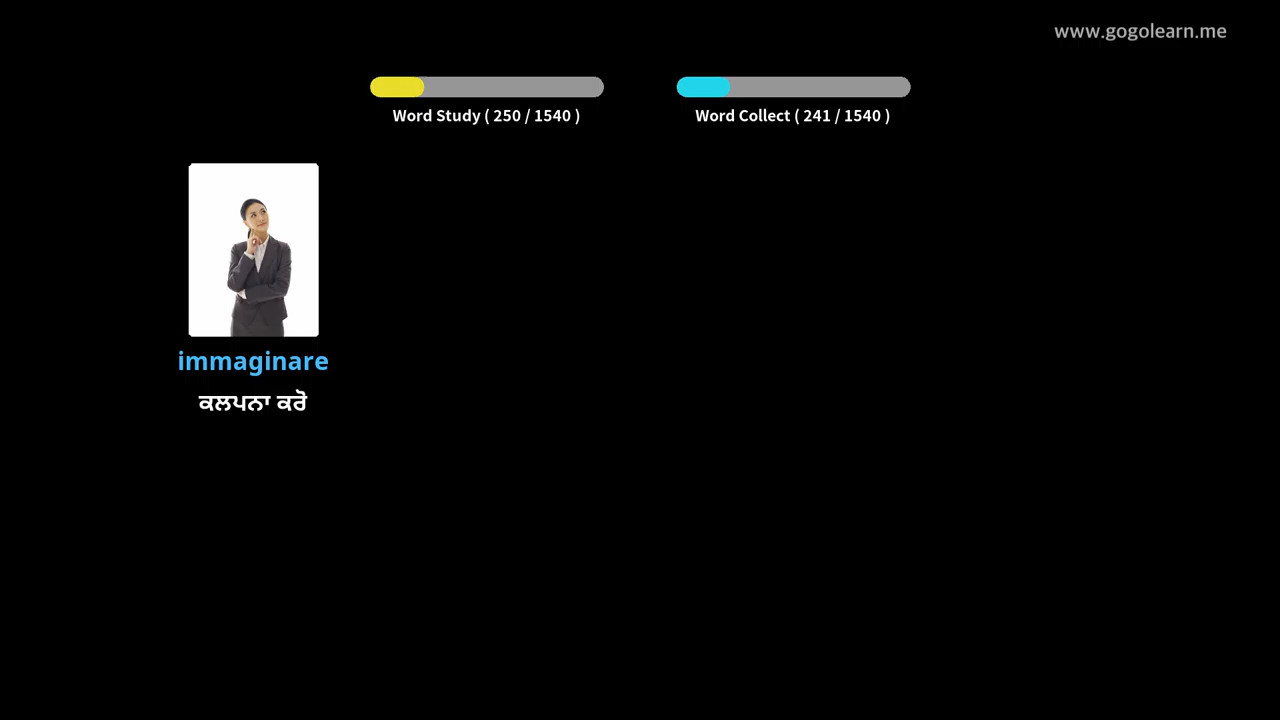 www.gogolearn.me
Word Study ( 250 / 1540 )
Word Collect ( 241 / 1540 )
immaginare
ਕਲਪਨਾ ਕਰੋ